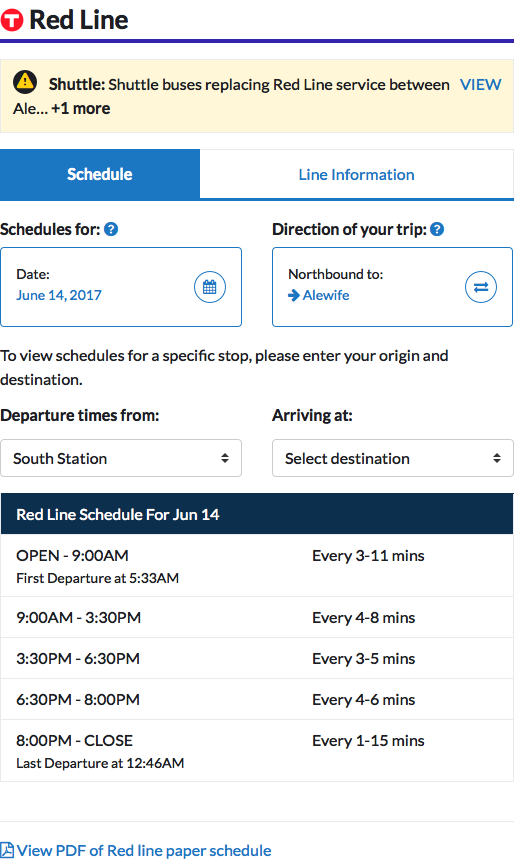 T Red Line
Shuttle: Shuttle buses replacing Red Line service between VIEW
Ale... +1 more
Schedule Line Information
Schedules for: ? Direction of your trip: ?
Date: Northbound to:
June 14, 2017 Alewife
To view schedules for a specific stop, please enter your origin and
destination.
Departure times from: Arriving at:
South Station Select destination
Red Line Schedule For Jun 14
OPEN - 9:00AM Every 3-11 mins
First Departure at 5:33AM
9:00AM - 3:30PM Every 4-8 mins
3:30PM - 6:30PM Every 3-5 mins
6:30PM - 8:00PM Every 4-6 mins
8:00PM - CLOSE Every 1-15 mins
Last Departure at 12:46AM
View PDF of Red line paper schedule